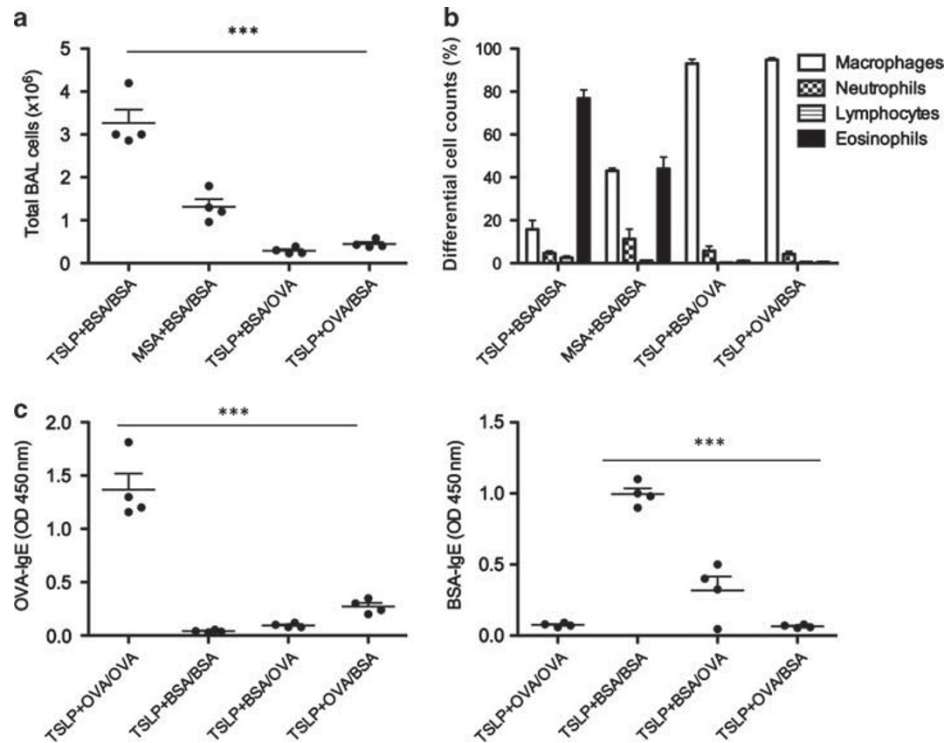 a
***
Total BAL cells (x10⁶)
5
4
3
2
1
0
TSLP+BSA/BSA
MSA+BSA/BSA
TSLP+BSA/OVA
TSLP+OVA/BSA
b
Differential cell counts (%)
100
80
60
40
20
0
Macrophages
Neutrophils
Lymphocytes
Eosinophils
TSLP+BSA/BSA
MSA+BSA/BSA
TSLP+BSA/OVA
TSLP+OVA/BSA
c
***
OVA-IgE (OD 450 nm)
2.0
1.5
1.0
0.5
0.0
TSLP+OVA/OVA
TSLP+BSA/BSA
TSLP+BSA/OVA
TSLP+OVA/BSA
***
BSA-IgE (OD 450 nm)
1.5
1.0
0.5
0.0
TSLP+OVA/OVA
TSLP+BSA/BSA
TSLP+BSA/OVA
TSLP+OVA/BSA